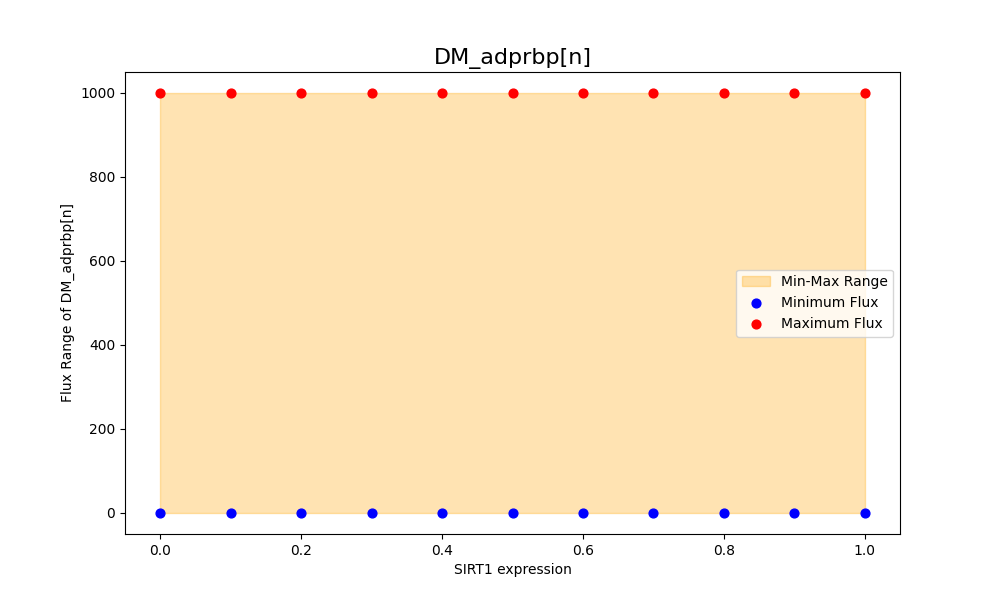 DM_adprbp[n]
Flux Range of DM_adprbp[n]
1000
800
600
400
200
0
Min-Max Range
Minimum Flux
Maximum Flux
0.0 0.2 0.4 0.6 0.8 1.0
SIRT1 expression